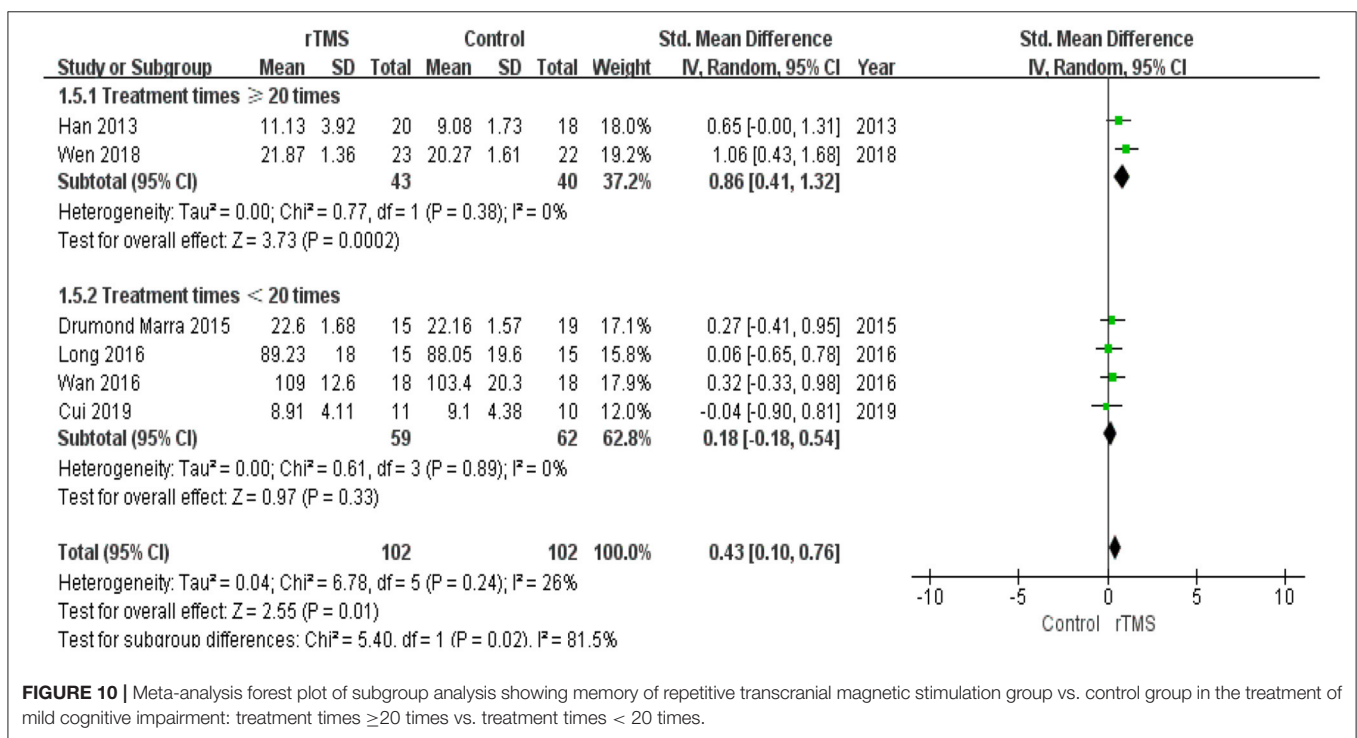 rTMS Control Std. Mean Difference Std. Mean Difference
Study or Subgroup Mean SD Total Mean SD Total Weight IV, Random, 95% CI Year IV, Random, 95% CI
1.5.1 Treatment times ≥ 20 times
Han 2013 11.13 3.92 20 9.08 1.73 18 18.0% 0.65 [-0.00, 1.31] 2013
Wen 2018 21.87 1.36 23 20.27 1.61 22 19.2% 1.06 [0.43, 1.68] 2018
Subtotal (95% CI) 43 40 37.2% 0.86 [0.41, 1.32]
Heterogeneity: Tau² = 0.00; Chi² = 0.77, df = 1 (P = 0.38); I² = 0%
Test for overall effect: Z = 3.73 (P = 0.0002)
1.5.2 Treatment times < 20 times
Drumond Marra 2015 22.6 1.68 15 22.16 1.57 19 17.1% 0.27 [-0.41, 0.95] 2015
Long 2016 89.23 18 15 88.05 19.6 15 15.8% 0.06 [-0.65, 0.78] 2016
Wan 2016 109 12.6 18 103.4 20.3 18 17.9% 0.32 [-0.33, 0.98] 2016
Cui 2019 8.91 4.11 11 9.1 4.38 10 12.0% -0.04 [-0.90, 0.81] 2019
Subtotal (95% CI) 59 62 62.8% 0.18 [-0.18, 0.54]
Heterogeneity: Tau² = 0.00; Chi² = 0.61, df = 3 (P = 0.89); I² = 0%
Test for overall effect: Z = 0.97 (P = 0.33)
Total (95% CI) 102 102 100.0% 0.43 [0.10, 0.76]
Heterogeneity: Tau² = 0.04; Chi² = 6.78, df = 5 (P = 0.24); I² = 26%
Test for overall effect: Z = 2.55 (P = 0.01)
Test for subgroup differences: Chi² = 5.40, df = 1 (P = 0.02), I² = 81.5%
-10 -5 0 5 10
Control rTMS
FIGURE 10 | Meta-analysis forest plot of subgroup analysis showing memory of repetitive transcranial magnetic stimulation group vs. control group in the treatment of
mild cognitive impairment: treatment times ≥20 times vs. treatment times < 20 times.